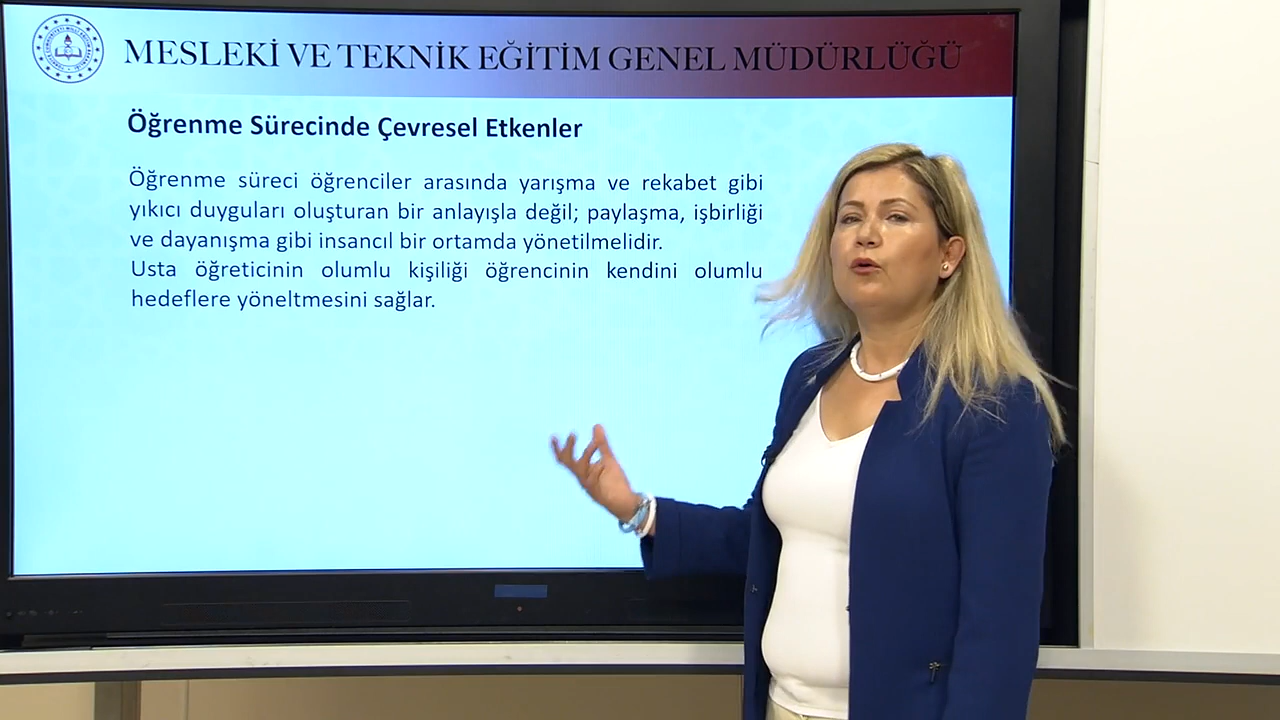 MESLEKİ VE TEKNİK EĞİTİM GENEL MÜDÜRLÜĞÜ
Öğrenme Sürecinde Çevresel Etkenler
Öğrenme süreci öğrenciler arasında yarışma ve rekabet gibi
yıkıcı duyguları oluşturan bir anlayışla değil; paylaşma, işbirliği
ve dayanışma gibi insancıl bir ortamda yönetilmelidir.
Usta öğreticinin olumlu kişiliği öğrencinin kendini olumlu
hedeflere yöneltmesini sağlar.